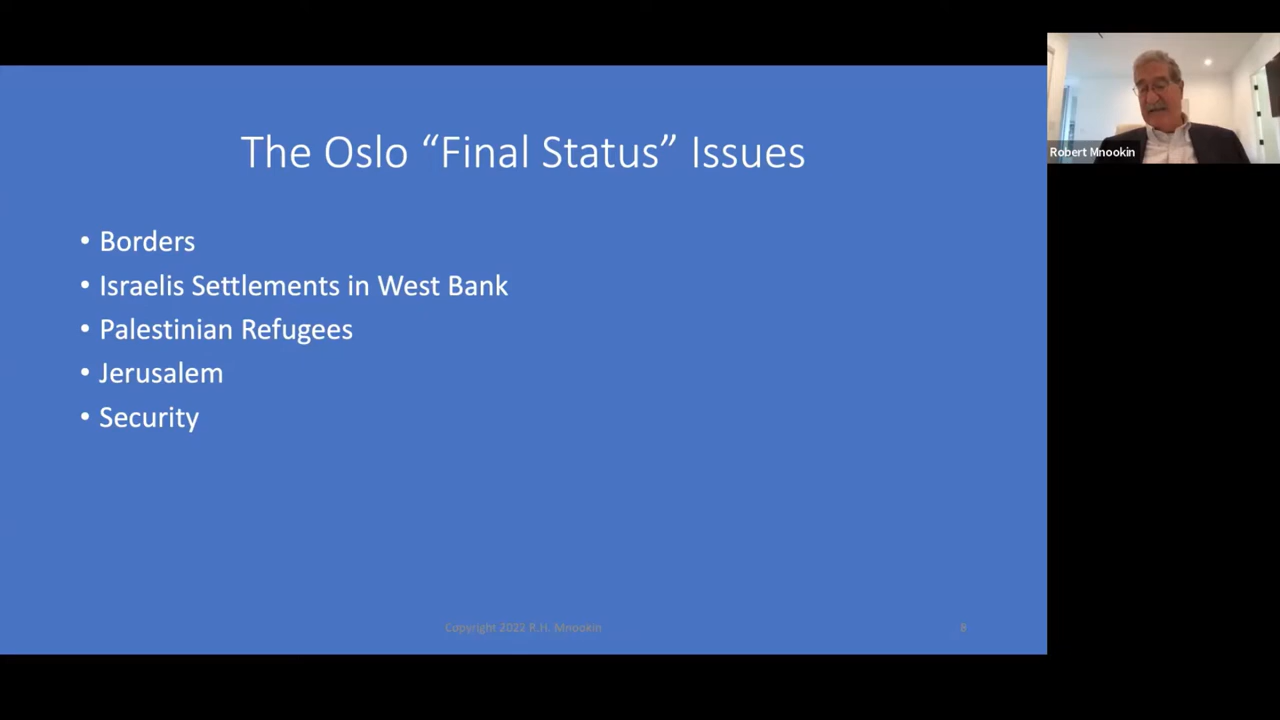 The Oslo “Final Status” Issues
• Borders
• Israelis Settlements in West Bank
• Palestinian Refugees
• Jerusalem
• Security
Copyright 2022 R.H. Mnookin
8
Robert Mnookin